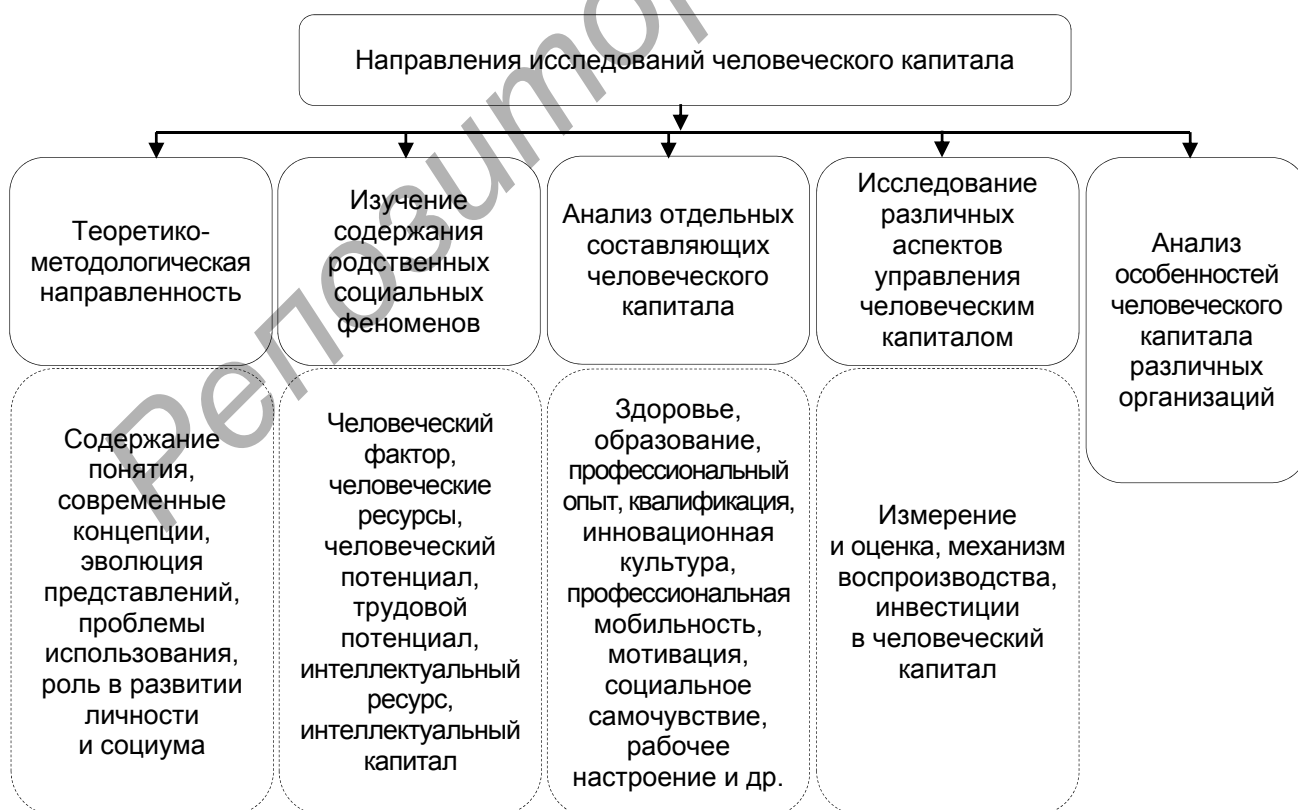 Направления исследований человеческого капитала
Теоретико-
методологическая
направленность
Изучение
содержания
родственных
социальных
феноменов
Анализ отдельных
составляющих
человеческого
капитала
Исследование
различных
аспектов
управления
человеческим
капиталом
Анализ
особенностей
человеческого
капитала
различных
организаций
Содержание
понятия,
современные
концепции,
эволюция
представлений,
проблемы
использования,
роль в развитии
личности
и социума
Человеческий
фактор,
человеческие
ресурсы,
человеческий
потенциал,
трудовой
потенциал,
интеллектуальный
ресурс,
интеллектуальный
капитал
Здоровье,
образование,
профессиональный
опыт, квалификация,
инновационная
культура,
профессиональная
мобильность,
мотивация,
социальное
самочувствие,
рабочее
настроение и др.
Измерение
и оценка, механизм
воспроизводства,
инвестиции
в человеческий
капитал